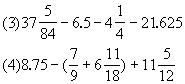 (3)37 5/84 - 6.5 - 4 1/4 - 21.625
(4)8.75 - (7/9 + 6 11/18) + 11 5/12